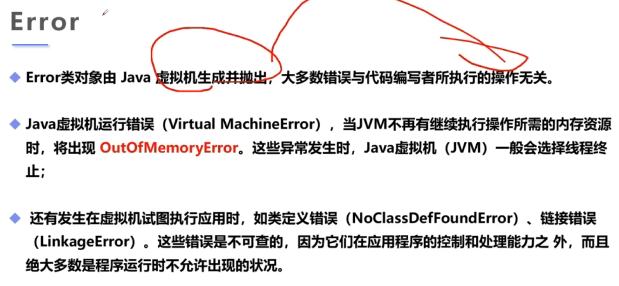 Error
Error类对象由 Java 虚拟机生成并抛出，大多数错误与代码编写者所执行的操作无关。
Java虚拟机运行错误（Virtual MachineError），当JVM不再有继续执行操作所需的内存资源
时，将出现 OutOfMemoryError。这些异常发生时，Java虚拟机（JVM）一般会选择线程终
止；
还有发生在虚拟机试图执行应用时，如类定义错误（NoClassDefFoundError）、链接错误
（LinkageError）。这些错误是不可查的，因为它们在应用程序的控制和处理能力之 外，而且
绝大多数是程序运行时不允许出现的状况。